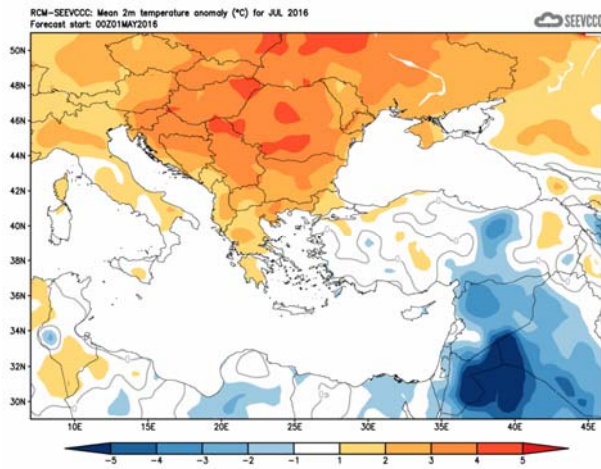 RCM-SEEVCCC: Mean 2m temperature anomaly (°C) for JUL 2016
Forecast start: 00Z01MAY2016
SEEVCCC
50N
48N
46N
44N
42N
40N
38N
36N
34N
32N
30N
10E 15E 20E 25E 30E 35E 40E 45E
-5 -4 -3 -2 -1 1 2 3 4 5